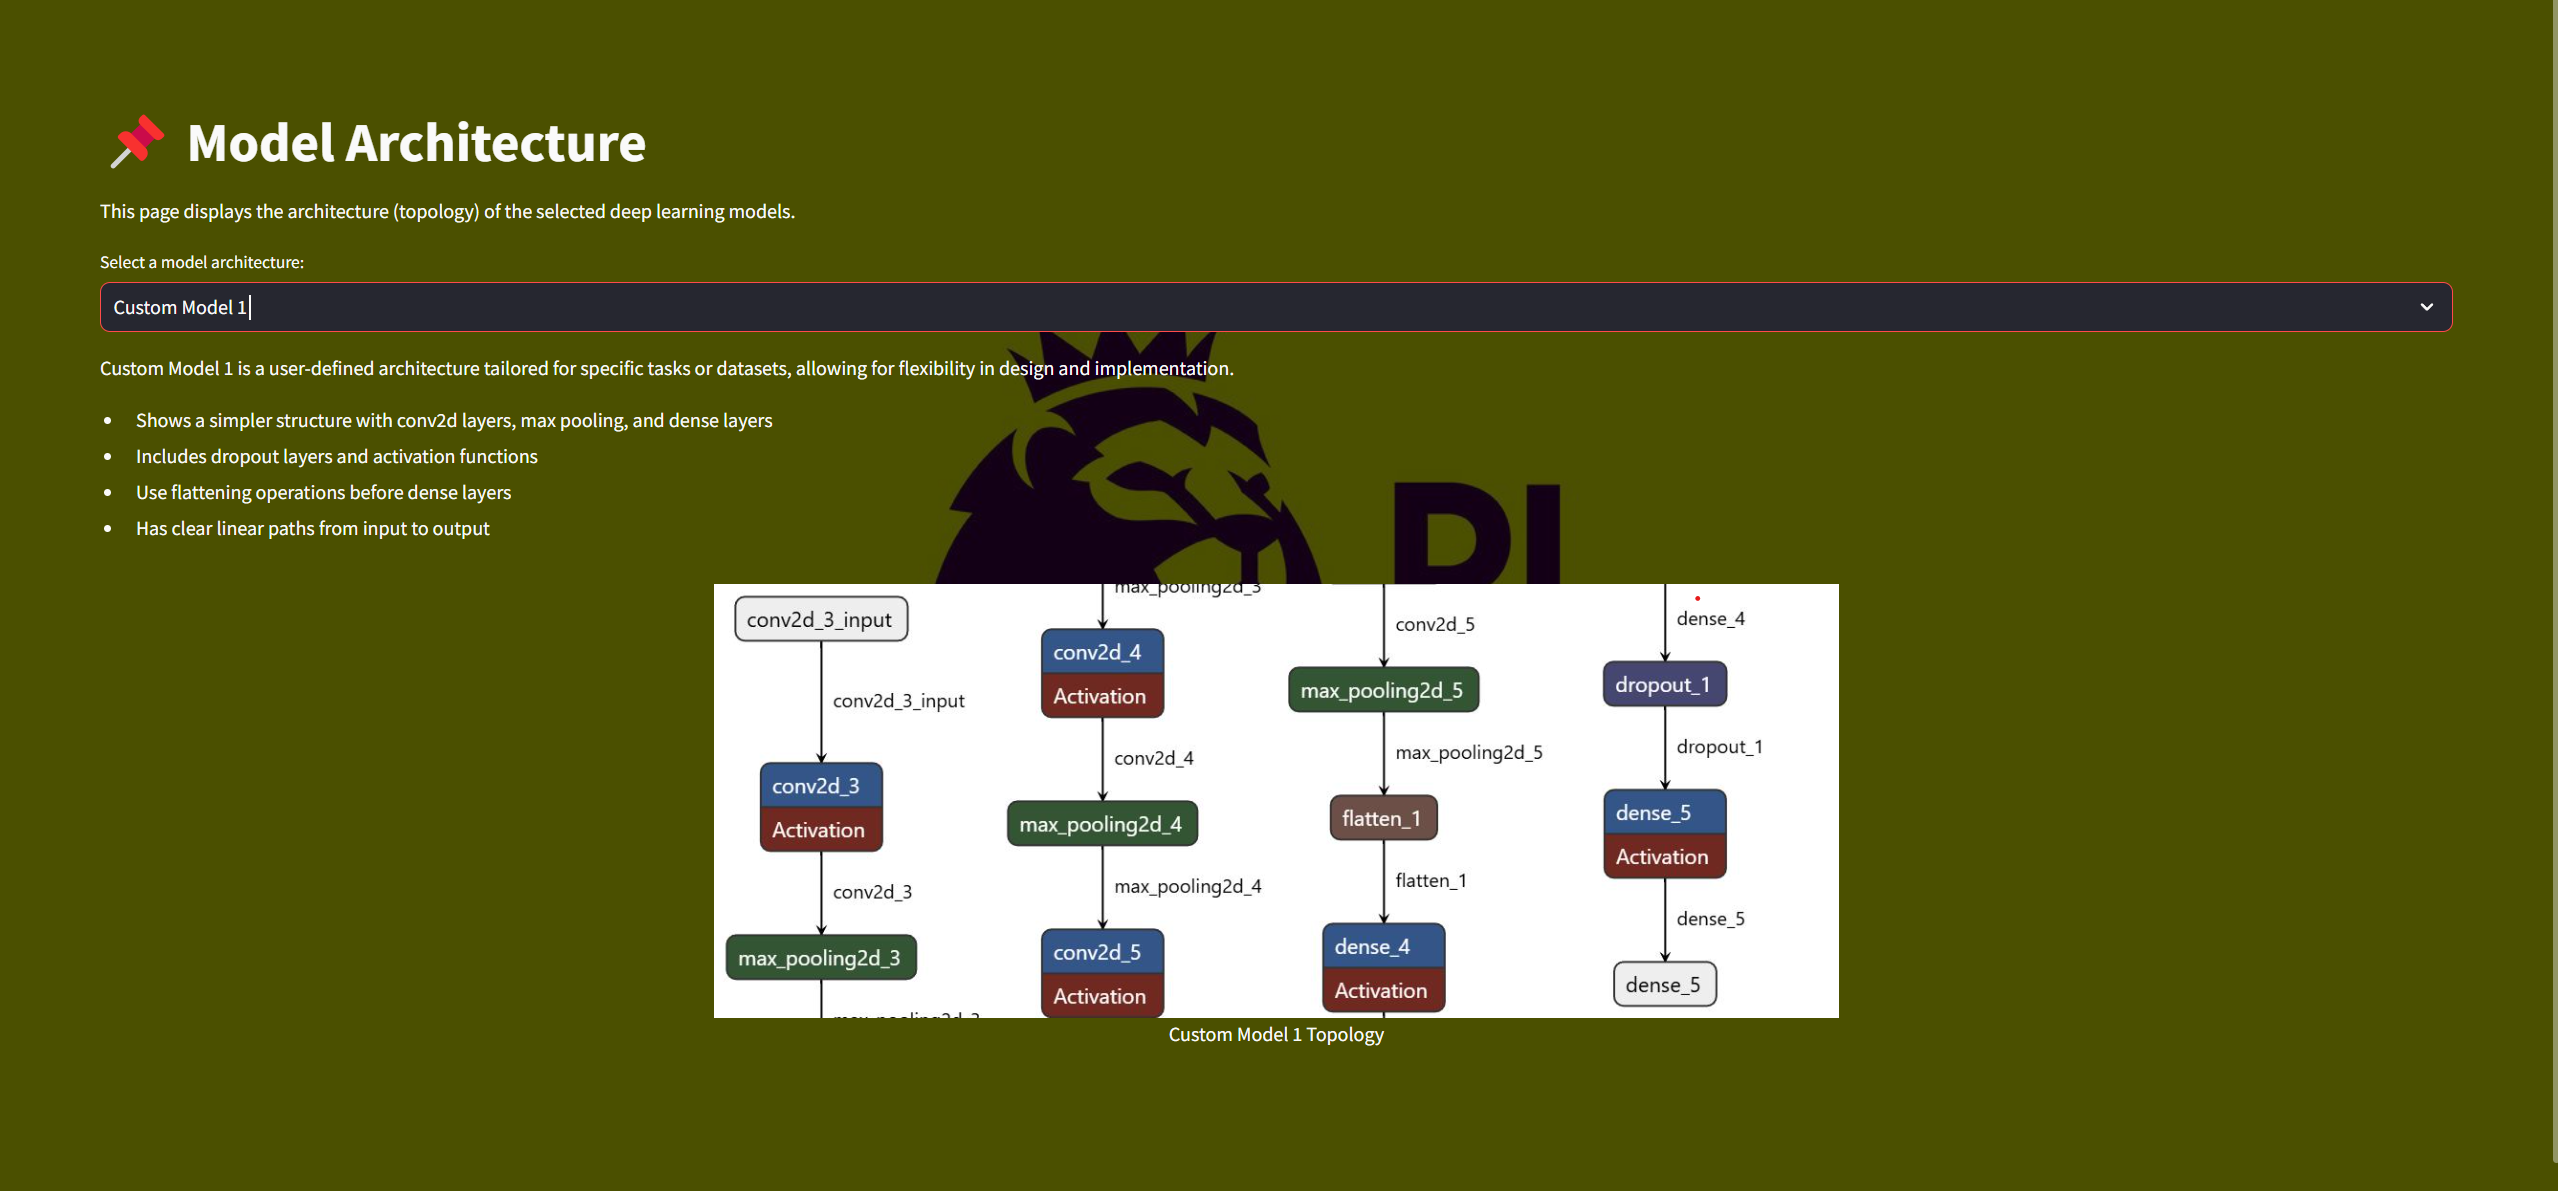 Model Architecture
This page displays the architecture (topology) of the selected deep learning models.
Select a model architecture:
Custom Model 1
Custom Model 1 is a user-defined architecture tailored for specific tasks or datasets, allowing for flexibility in design and implementation.
Shows a simpler structure with conv2d layers, max pooling, and dense layers
Includes dropout layers and activation functions
Use flattening operations before dense layers
Has clear linear paths from input to output
conv2d_3_input
conv2d_3_input
conv2d_3
Activation
conv2d_3
max_pooling2d_3
max_pooling2d_3
max_pooling2d_3
conv2d_4
Activation
conv2d_4
max_pooling2d_4
max_pooling2d_4
conv2d_5
Activation
conv2d_5
max_pooling2d_5
max_pooling2d_5
flatten_1
flatten_1
dense_4
Activation
dense_4
dropout_1
dropout_1
dense_5
Activation
dense_5
dense_5
Custom Model 1 Topology